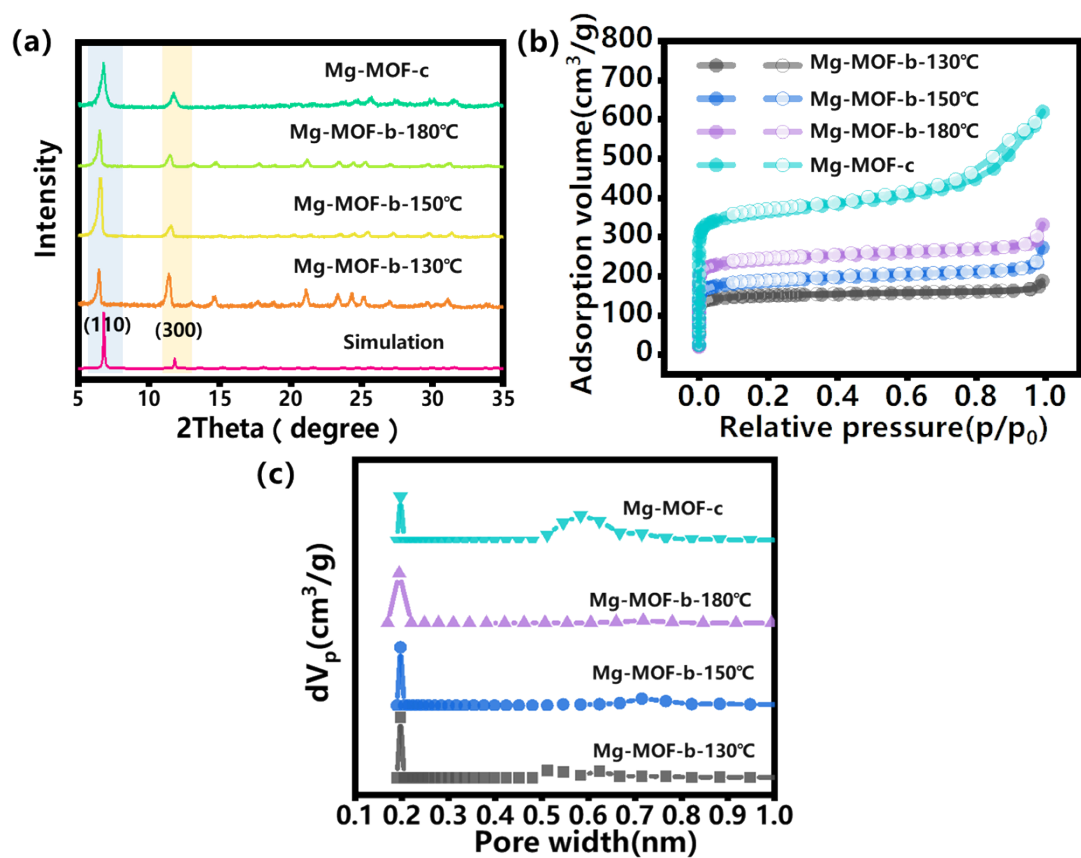 (a)
Mg-MOF-c
Mg-MOF-b-180℃
Mg-MOF-b-150℃
Mg-MOF-b-130℃
(110)
(300)
Simulation
Intensity
5 10 15 20 25 30 35
2Theta ( degree )
(b)
Mg-MOF-b-130℃
Mg-MOF-b-150℃
Mg-MOF-b-180℃
Mg-MOF-c
Adsorption volume(cm³/g)
800
700
600
500
400
300
200
100
0
0.0 0.2 0.4 0.6 0.8 1.0
Relative pressure(p/p₀)
(c)
Mg-MOF-c
Mg-MOF-b-180℃
Mg-MOF-b-150℃
Mg-MOF-b-130℃
dVₚ(cm³/g)
0.1 0.2 0.3 0.4 0.5 0.6 0.7 0.8 0.9 1.0
Pore width(nm)